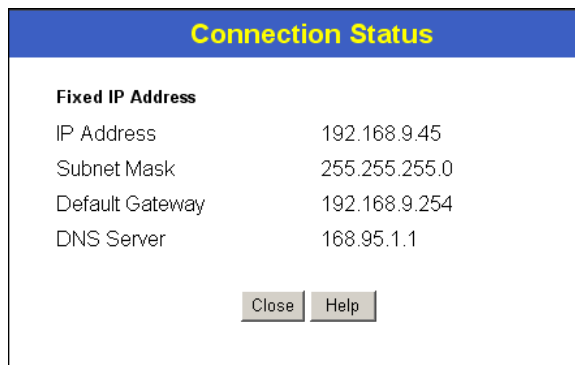 Connection Status
Fixed IP Address
IP Address 192.168.9.45
Subnet Mask 255.255.255.0
Default Gateway 192.168.9.254
DNS Server 168.95.1.1
Close Help